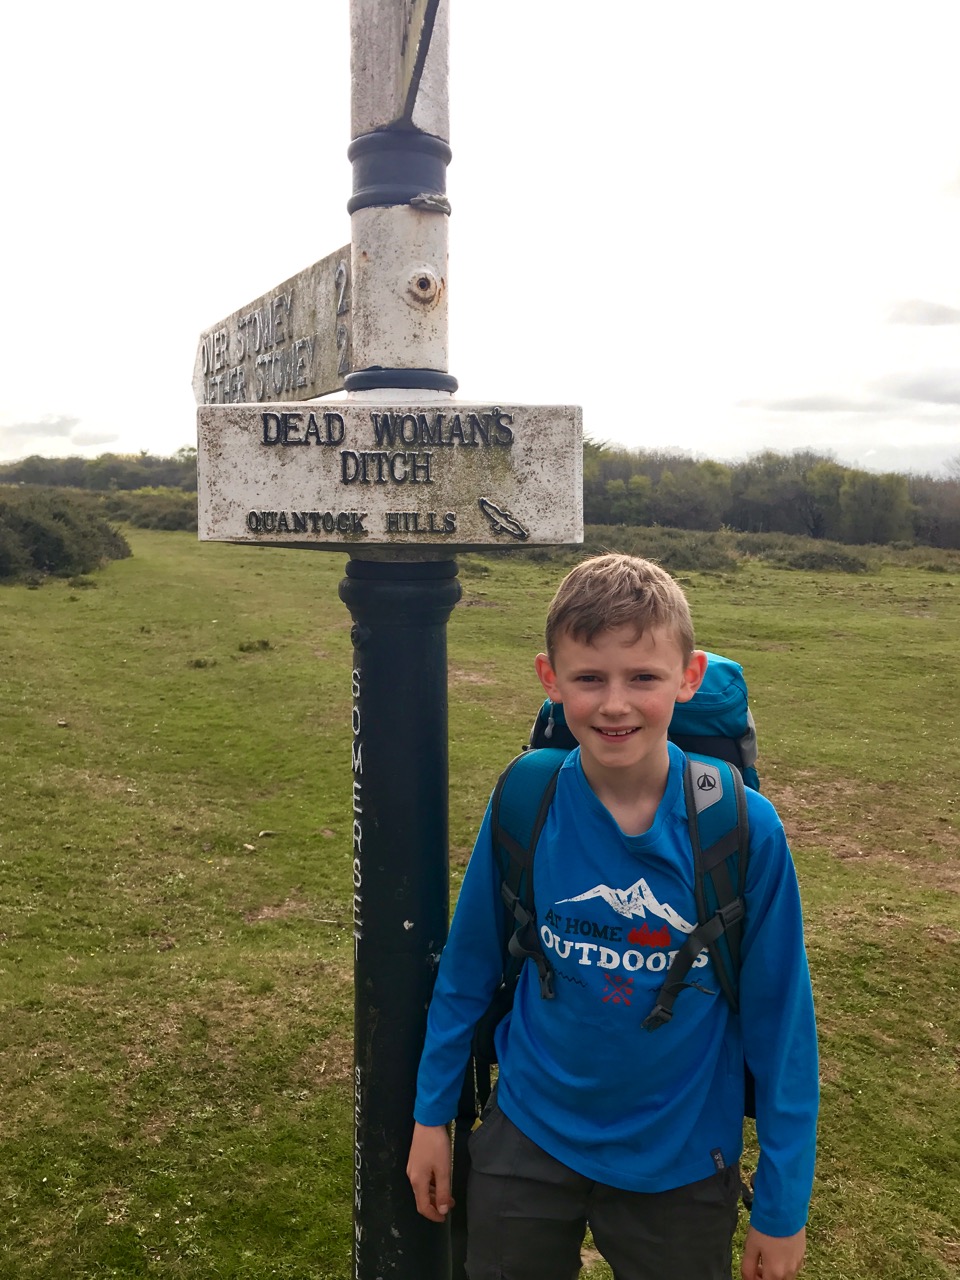 OVER STOWEY 2
NETHER STOWEY 2
DEAD WOMAN'S
DITCH
QUANTOCK HILLS
SOMERSET
AT HOME
OUTDOORS